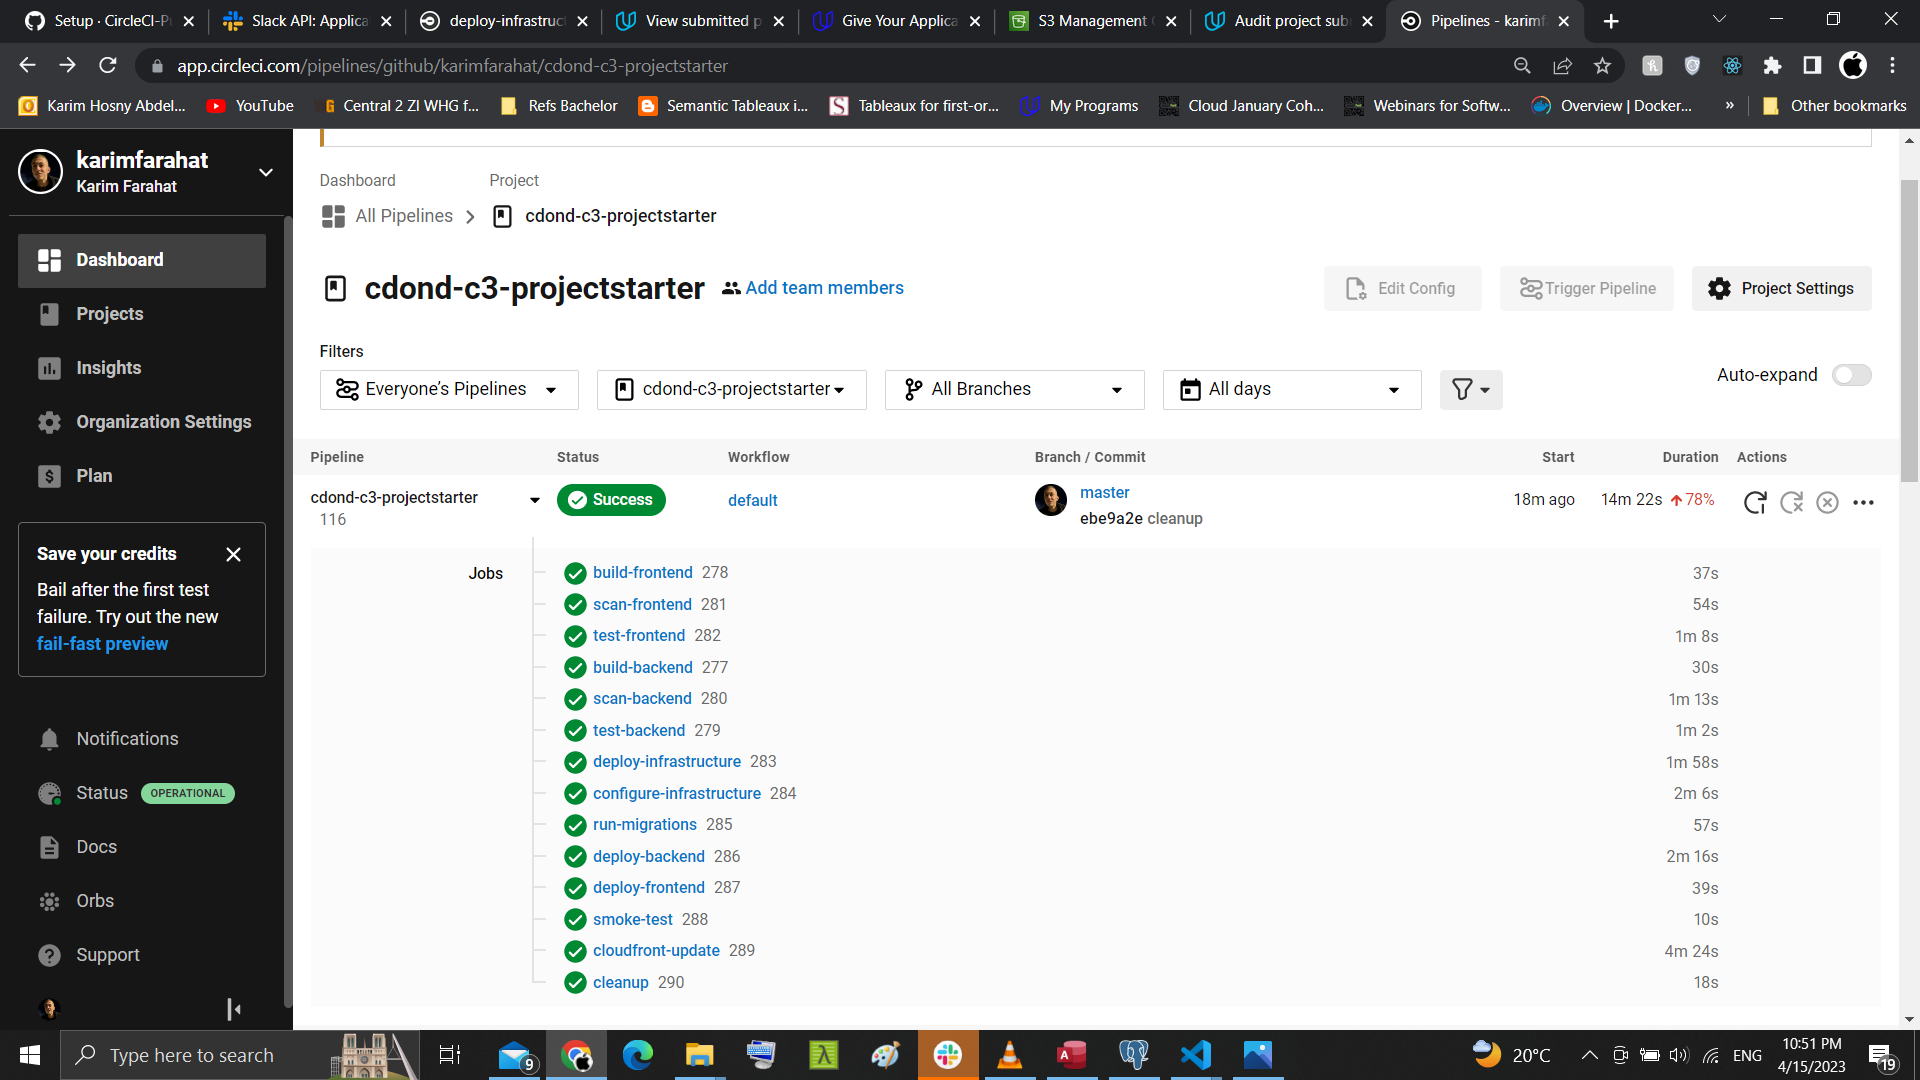 Setup · CircleCI-Pu
Slack API: Applica
deploy-infrastruct
View submitted p
Give Your Applica
S3 Management C
Audit project sub
Pipelines - karimf
app.circleci.com/pipelines/github/karimfarahat/cdond-c3-projectstarter
Karim Hosny Abdel...
YouTube
Central 2 ZI WHG f...
Refs Bachelor
Semantic Tableaux i...
Tableaux for first-or...
My Programs
Cloud January Coh...
Webinars for Softw...
Overview | Docker...
»
Other bookmarks
karimfarahat
Karim Farahat
Dashboard
Projects
Insights
Organization Settings
Plan
Save your credits
Bail after the first test
failure. Try out the new
fail-fast preview
Notifications
Status OPERATIONAL
Docs
Orbs
Support
Dashboard Project
All Pipelines > cdond-c3-projectstarter
cdond-c3-projectstarter Add team members
Edit Config
Trigger Pipeline
Project Settings
Filters
Everyone's Pipelines
cdond-c3-projectstarter
All Branches
All days
Auto-expand
Pipeline Status Workflow Branch / Commit Start Duration Actions
cdond-c3-projectstarter Success default master 18m ago 14m 22s 78%
116 ebe9a2e cleanup
Jobs build-frontend 278 37s
scan-frontend 281 54s
test-frontend 282 1m 8s
build-backend 277 30s
scan-backend 280 1m 13s
test-backend 279 1m 2s
deploy-infrastructure 283 1m 58s
configure-infrastructure 284 2m 6s
run-migrations 285 57s
deploy-backend 286 2m 16s
deploy-frontend 287 39s
smoke-test 288 10s
cloudfront-update 289 4m 24s
cleanup 290 18s
Type here to search
9
20°C
ENG
10:51 PM
4/15/2023
19